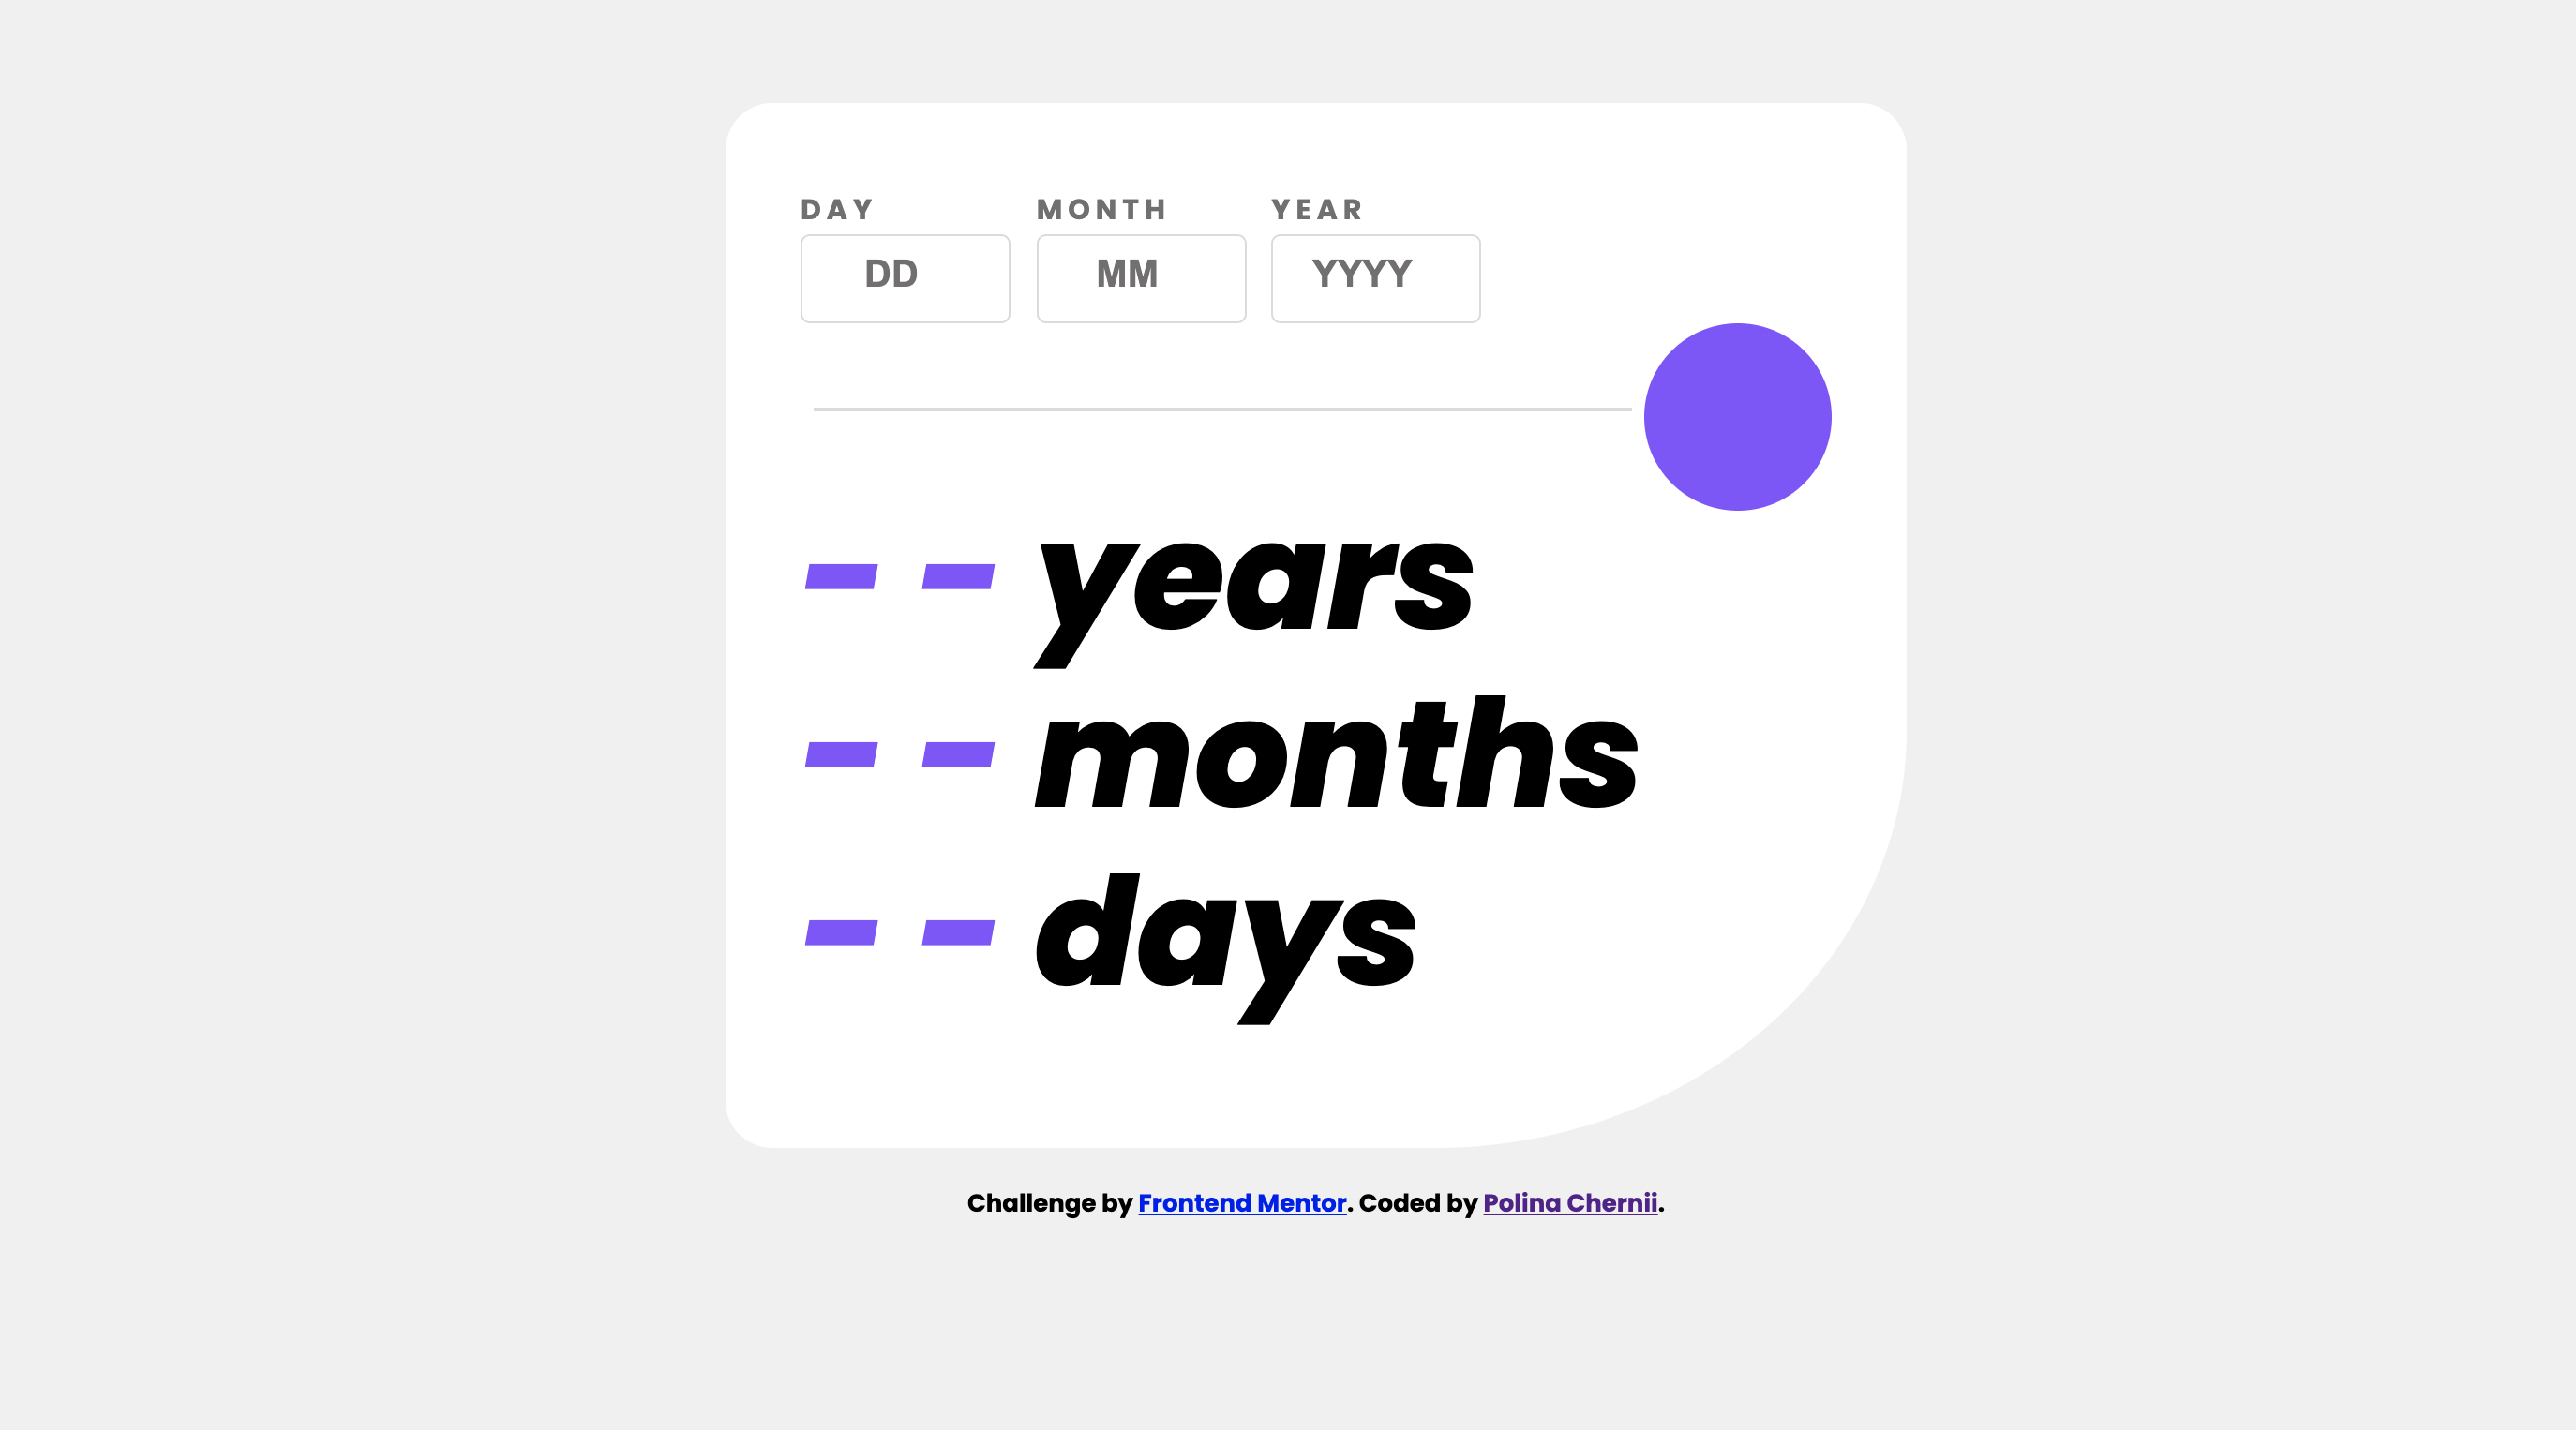 DAY MONTH YEAR
DD MM YYYY
-- years
-- months
-- days
Challenge by Frontend Mentor. Coded by Polina Chernii.